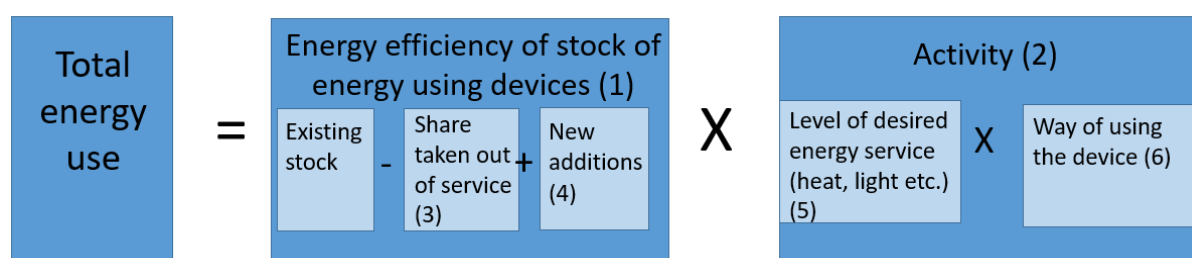 Total
energy
use
=
Energy efficiency of stock of
energy using devices (1)
Existing
stock
-
Share
taken out
of service
(3)
+
New
additions
(4)
X
Activity (2)
Level of desired
energy service
(heat, light etc.)
(5)
X
Way of using
the device (6)